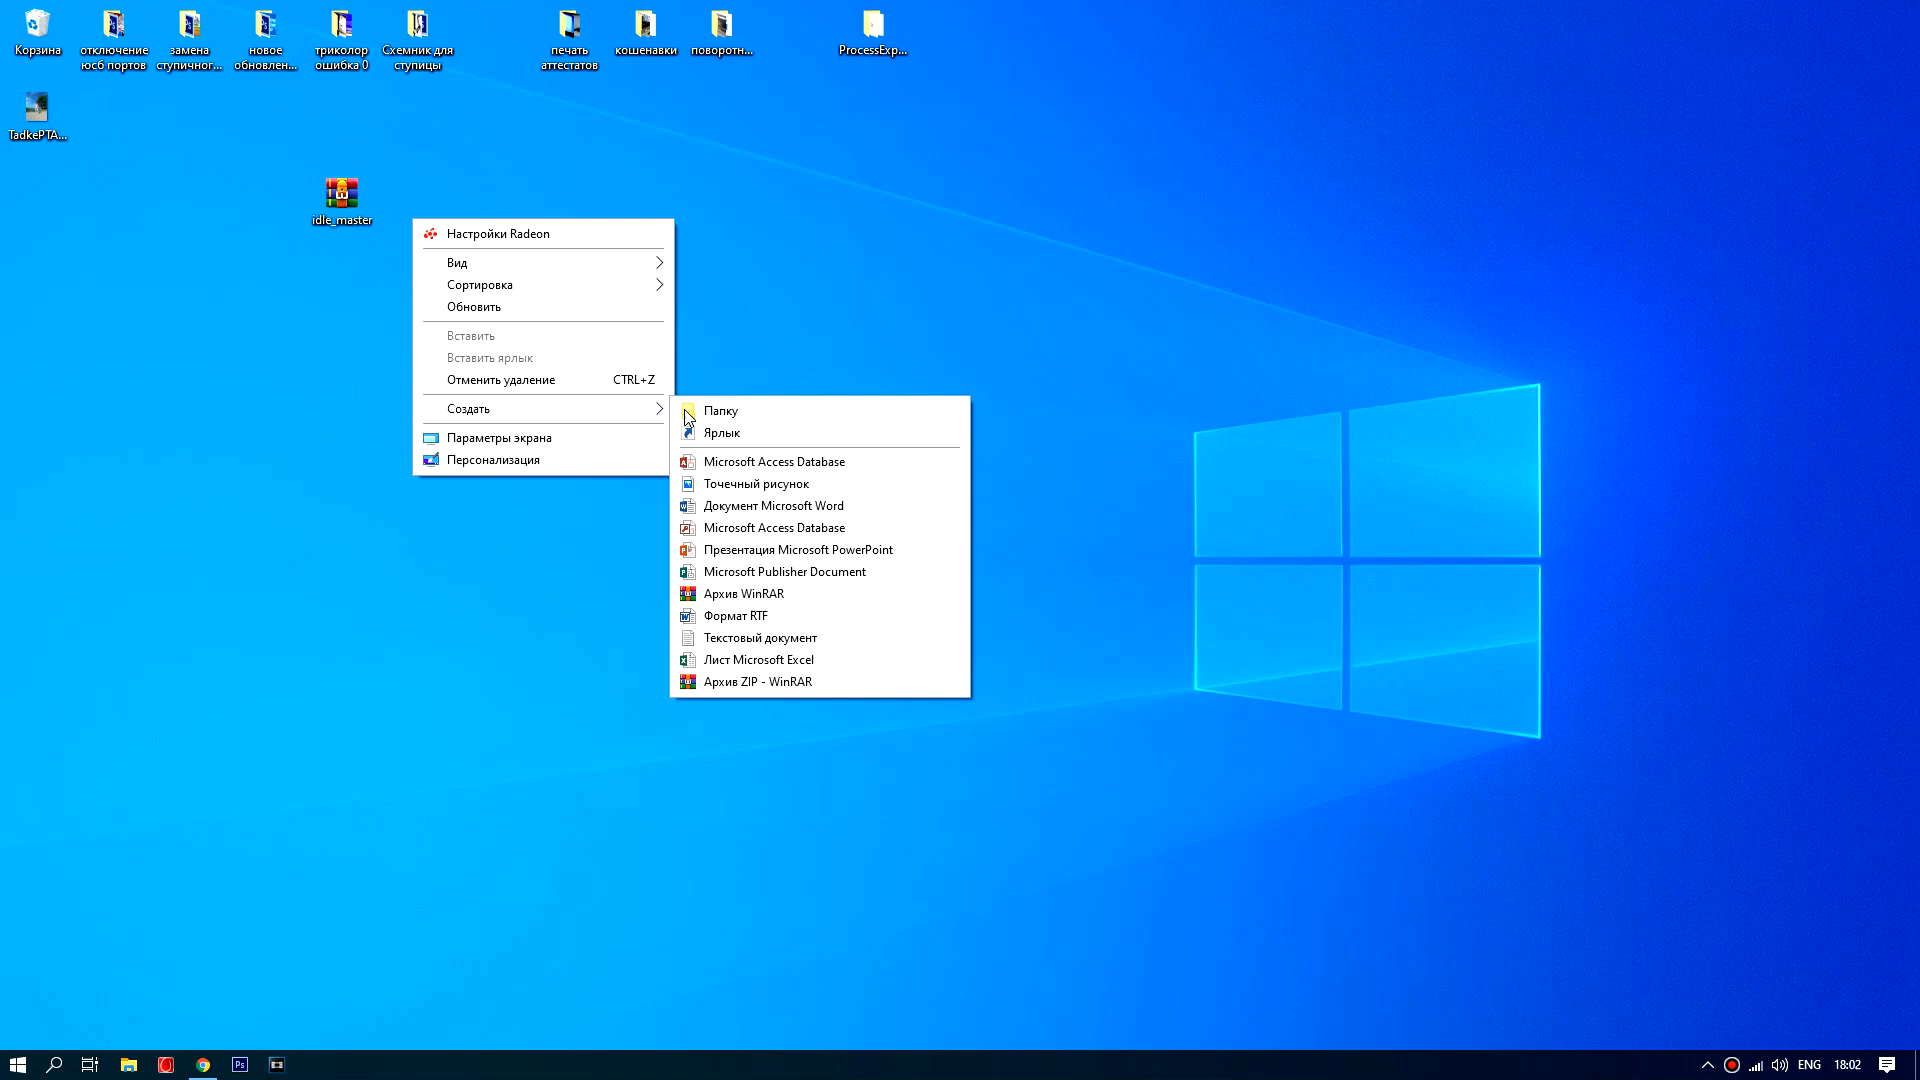 Корзина
отключение
юсб портов
замена
ступичног...
новое
обновлен...
триколор
ошибка 0
Схемник для
ступицы
печать
аттестатов
кошенавки
поворотн...
ProcessExp...
TadkePTA...
idle_master
Настройки Radeon
Вид
Сортировка
Обновить
Вставить
Вставить ярлык
Отменить удаление CTRL+Z
Создать
Параметры экрана
Персонализация
Папку
Ярлык
Microsoft Access Database
Точечный рисунок
Документ Microsoft Word
Microsoft Access Database
Презентация Microsoft PowerPoint
Microsoft Publisher Document
Архив WinRAR
Формат RTF
Текстовый документ
Лист Microsoft Excel
Архив ZIP - WinRAR
Ps
ENG 18:02